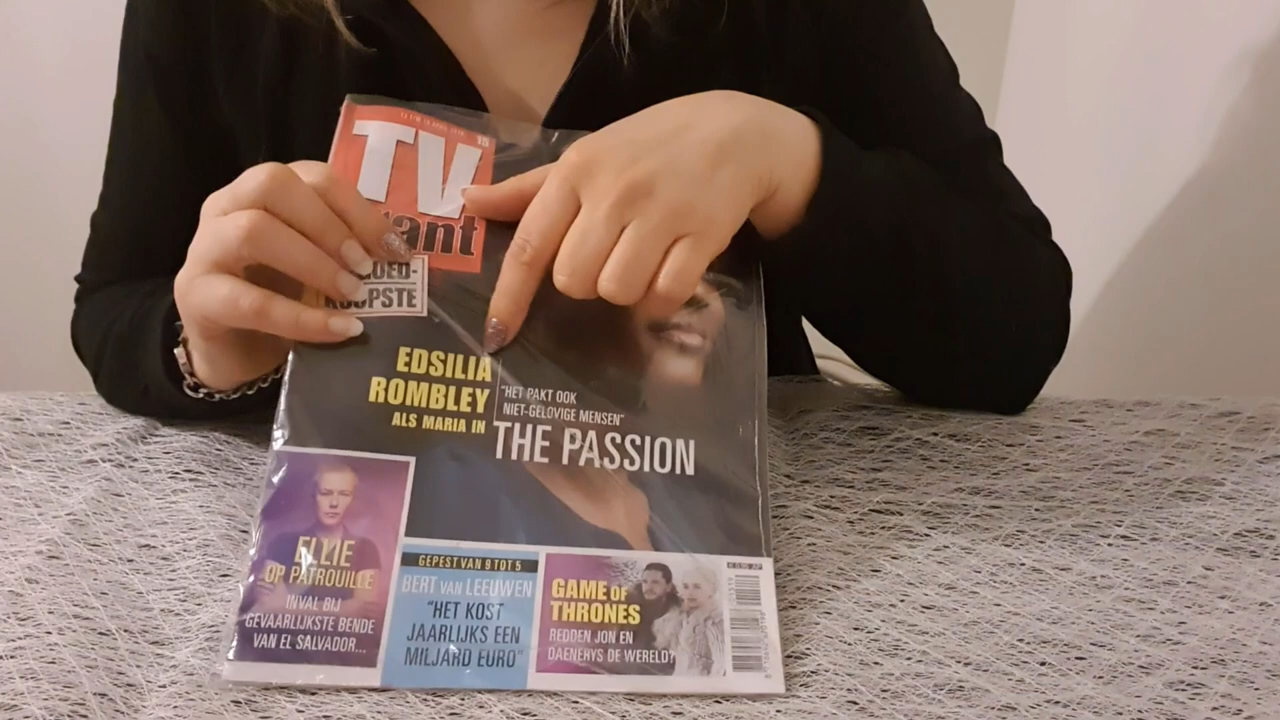 TV
ant
KOOPSTE
EDSILIA
ROMBLEY
ALS MARIA IN
"HET PAKT OOK
NIET-GELOVIGE MENSEN"
THE PASSION
ELLIE
OP PATROUILLE
INVAL BIJ
GEVAARLIJKSTE BENDE
VAN EL SALVADOR...
GEPEST VAN 9 TOT 5
BERT VAN LEEUWEN
"HET KOST
JAARLIJKS EEN
MILJARD EURO"
GAME OF
THRONES
REDDEN JON EN
DAENERYS DE WERELD?